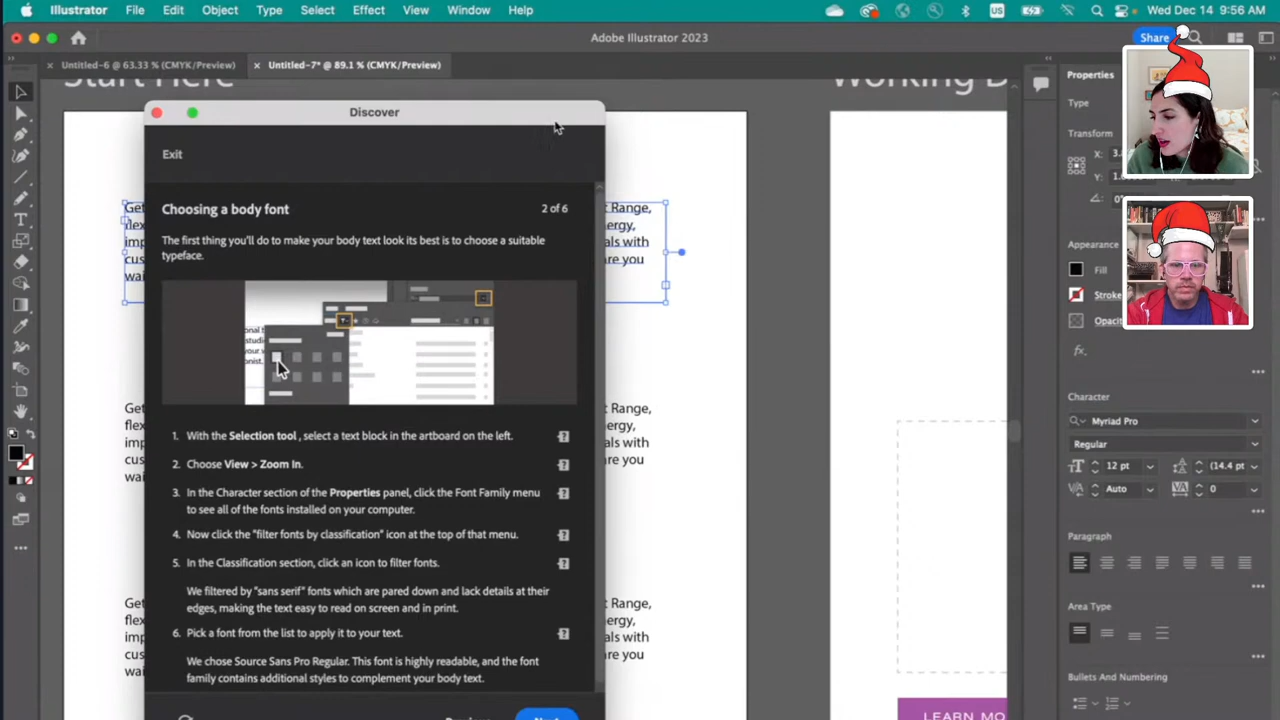 Illustrator File Edit Object Type Select Effect View Window Help US Wed Dec 14 9:56 AM
Adobe Illustrator 2023
Share
× Untitled-6 @ 63.33 % (CMYK/Preview)
× Untitled-7* @ 89.1 % (CMYK/Preview)
Start Here
Working D
Discover
Exit
Choosing a body font
2 of 6
The first thing you'll do to make your body text look its best is to choose a suitable
typeface.
1. With the Selection tool , select a text block in the artboard on the left.
2. Choose View > Zoom In.
3. In the Character section of the Properties panel, click the Font Family menu
to see all of the fonts installed on your computer.
4. Now click the "filter fonts by classification" icon at the top of that menu.
5. In the Classification section, click an icon to filter fonts.
We filtered by "sans serif" fonts which are pared down and lack details at their
edges, making the text easy to read on screen and in print.
6. Pick a font from the list to apply it to your text.
We chose Source Sans Pro Regular. This font is highly readable, and the font
family contains additional styles to complement your body text.
Range,
Range,
LEARN MO
Properties
Type
Transform
X: 3.
Y: 1.
Appearance
Fill
Stroke
Opaci
fx.
Character
Myriad Pro
Regular
12 pt
(14.4 pt
Auto
0
Paragraph
Area Type
Bullets And Numbering